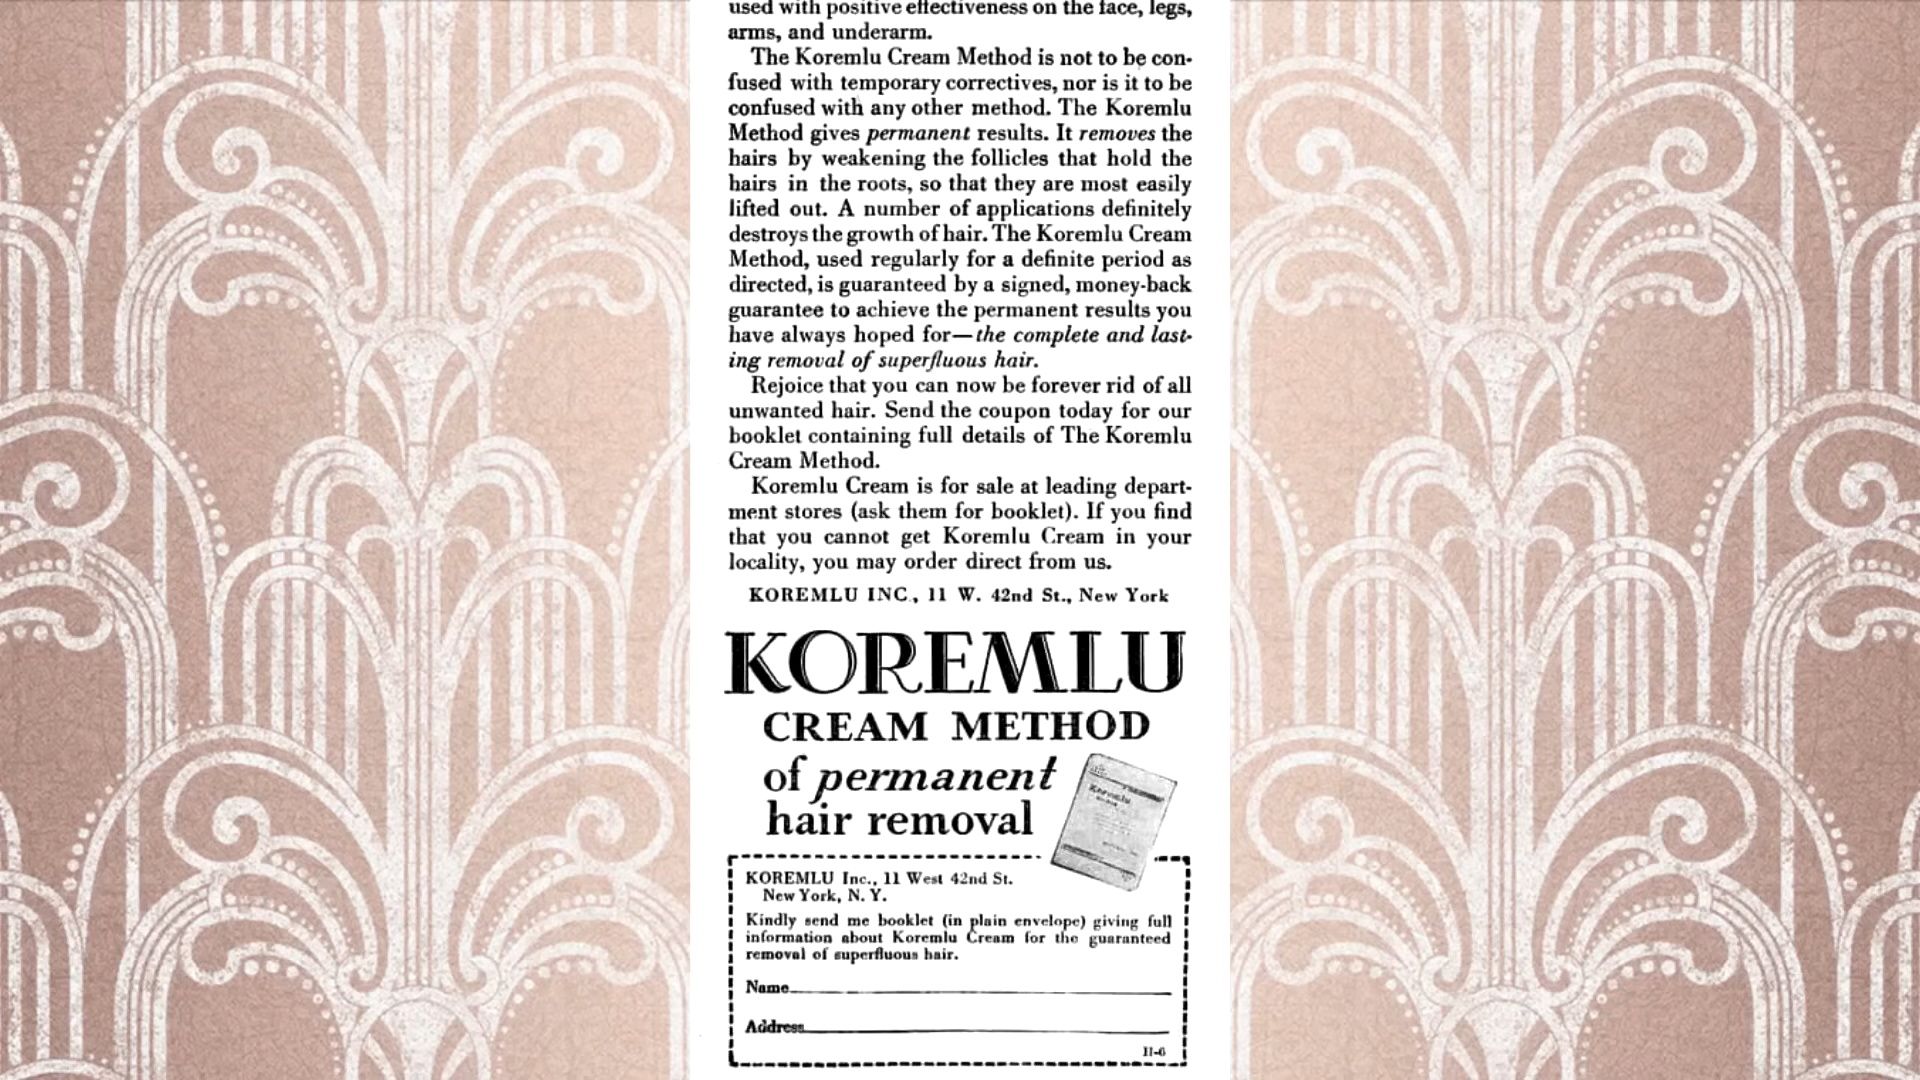 used with positive effectiveness on the face, legs,
arms, and underarm.
The Koremlu Cream Method is not to be con-
fused with temporary correctives, nor is it to be
confused with any other method. The Koremlu
Method gives permanent results. It removes the
hairs by weakening the follicles that hold the
hairs in the roots, so that they are most easily
lifted out. A number of applications definitely
destroys the growth of hair. The Koremlu Cream
Method, used regularly for a definite period as
directed, is guaranteed by a signed, money-back
guarantee to achieve the permanent results you
have always hoped for—the complete and last-
ing removal of superfluous hair.
Rejoice that you can now be forever rid of all
unwanted hair. Send the coupon today for our
booklet containing full details of The Koremlu
Cream Method.
Koremlu Cream is for sale at leading depart-
ment stores (ask them for booklet). If you find
that you cannot get Koremlu Cream in your
locality, you may order direct from us.
KOREMLU INC., 11 W. 42nd St., New York
KOREMLU
CREAM METHOD
of permanent
hair removal
Koremlu
KOREMLU Inc., 11 West 42nd St.
New York, N. Y.
Kindly send me booklet (in plain envelope) giving full
information about Koremlu Cream for the guaranteed
removal of superfluous hair.
Name
Address
11-6